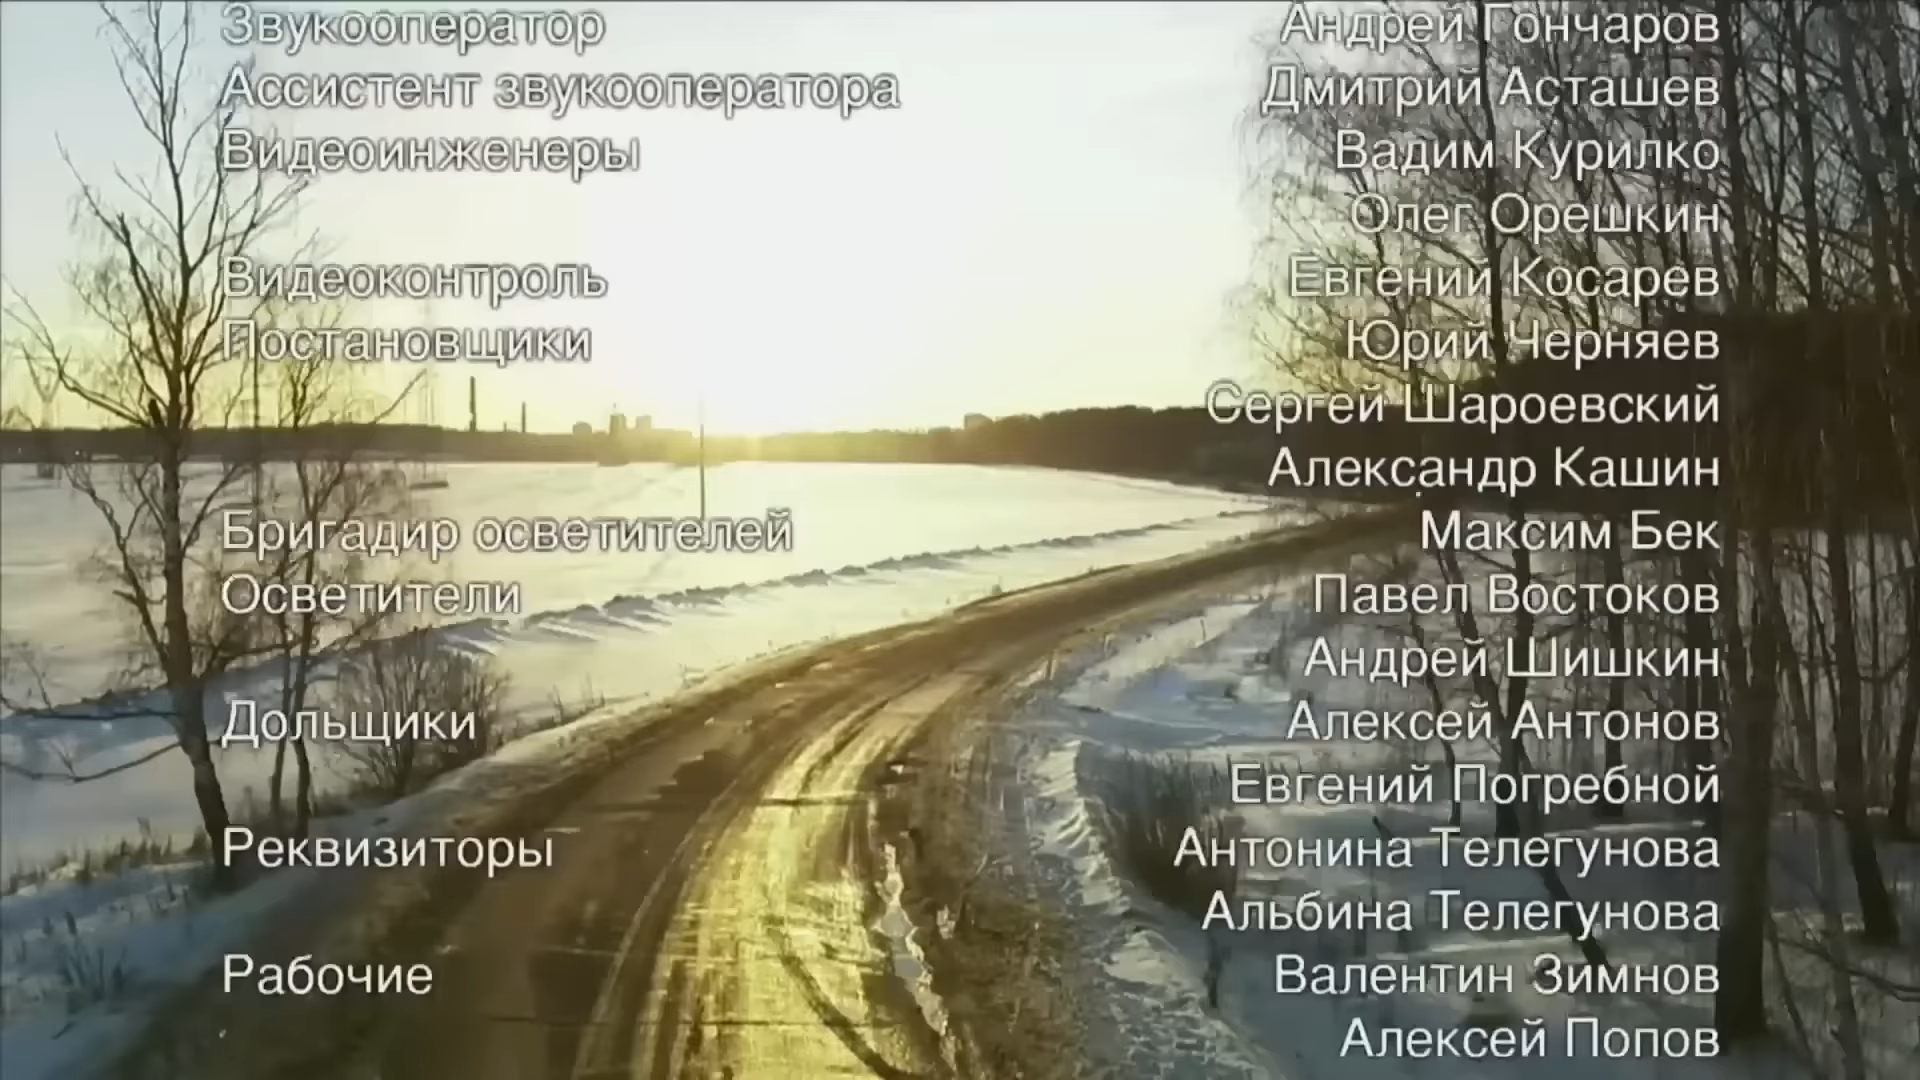 Звукооператор Андрей Гончаров
Ассистент звукооператора Дмитрий Асташев
Видеоинженеры Вадим Курилко
Олег Орешкин
Видеоконтроль Евгений Косарев
Постановщики Юрий Черняев
Сергей Шароевский
Александр Кашин
Бригадир осветителей Максим Бек
Осветители Павел Востоков
Андрей Шишкин
Дольщики Алексей Антонов
Евгений Погребной
Реквизиторы Антонина Телегунова
Альбина Телегунова
Рабочие Валентин Зимнов
Алексей Попов